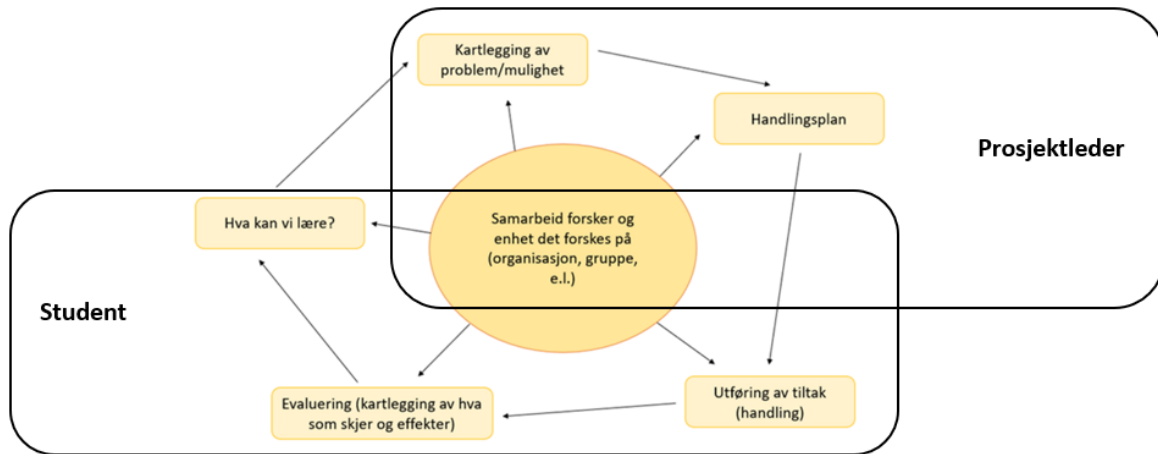 Kartlegging av
problem/mulighet
Handlingsplan
Prosjektleder
Hva kan vi lære?
Samarbeid forsker og
enhet det forskes på
(organisasjon, gruppe,
e.l.)
Student
Evaluering (kartlegging av hva
som skjer og effekter)
Utføring av tiltak
(handling)